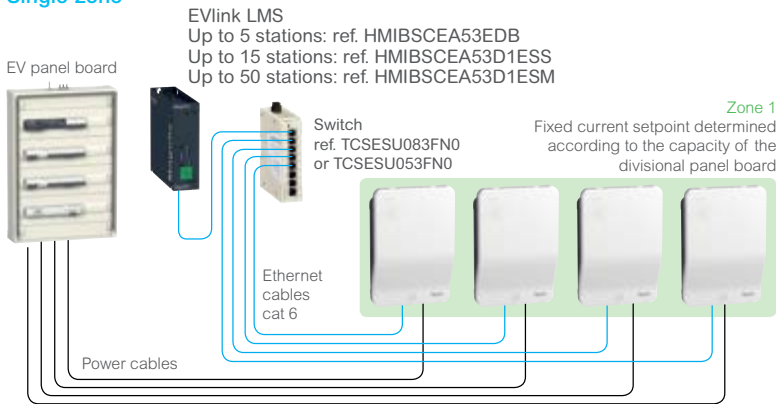 Single zone
EVlink LMS
Up to 5 stations: ref. HMIBSCEA53EDB
Up to 15 stations: ref. HMIBSCEA53D1ESS
Up to 50 stations: ref. HMIBSCEA53D1ESM
EV panel board
Switch
ref. TCSESU083FN0
or TCSESU053FN0
Zone 1
Fixed current setpoint determined
according to the capacity of the
divisional panel board
Ethernet
cables
cat 6
Power cables